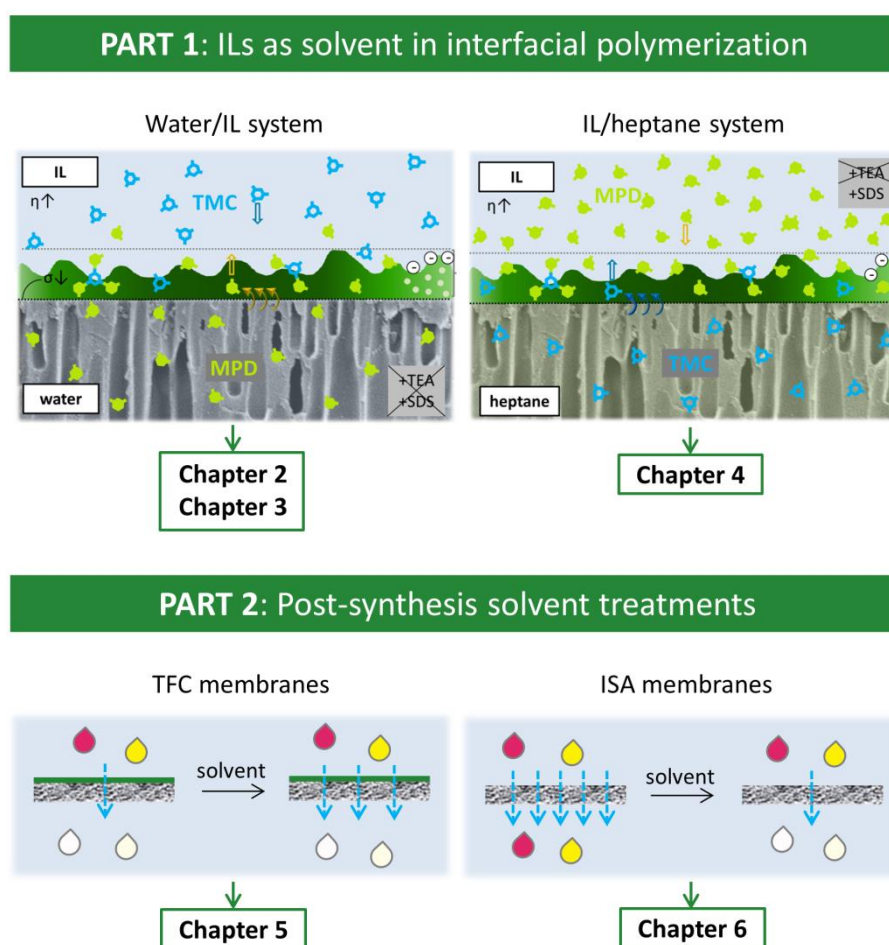 PART 1: ILs as solvent in interfacial polymerization
Water/IL system
IL
η↑
TMC
σ↓
MPD
water
+TEA
+SDS
Chapter 2
Chapter 3
IL/heptane system
IL
η↑
MPD
+TEA
+SDS
TMC
heptane
Chapter 4
PART 2: Post-synthesis solvent treatments
TFC membranes
solvent
Chapter 5
ISA membranes
solvent
Chapter 6